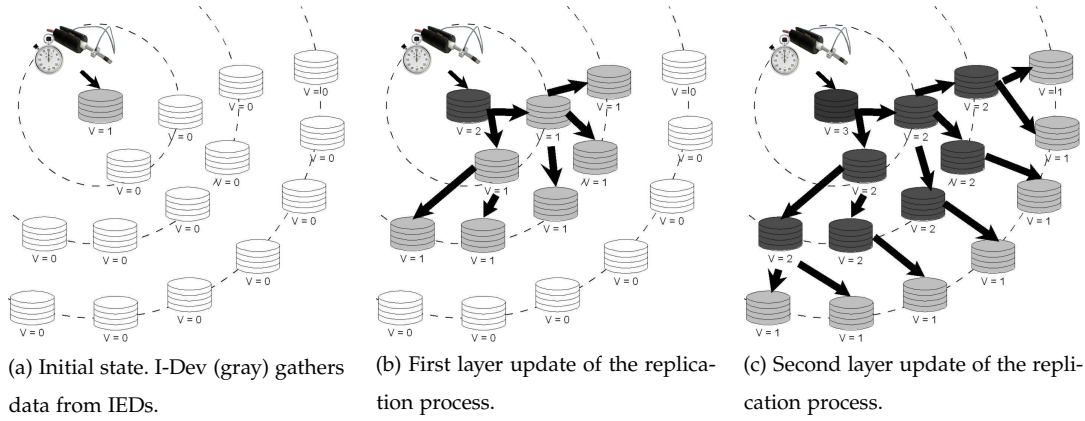 V = 0
V = 0
V = 1
= 0
V = 0
V = 0
V = 0
V = 0
V = 0
V = 0
V = 0
V = 0
V = 0
V = 0
V = 0
(a) Initial state. I-Dev (gray) gathers
data from IEDs.
V = 0
V = 1
V = 2
= 1
V = 0
= 1
V = 1
V = 0
V = 1
V = 1
V = 1
V = 0
V = 0
V = 0
V = 0
(b) First layer update of the replica-
tion process.
V = 1
V = 2
V = 3
= 2
V = 1
V = 2
V = 2
V = 1
V = 2
V = 2
V = 2
V = 1
V = 1
V = 1
V = 1
(c) Second layer update of the repli-
cation process.